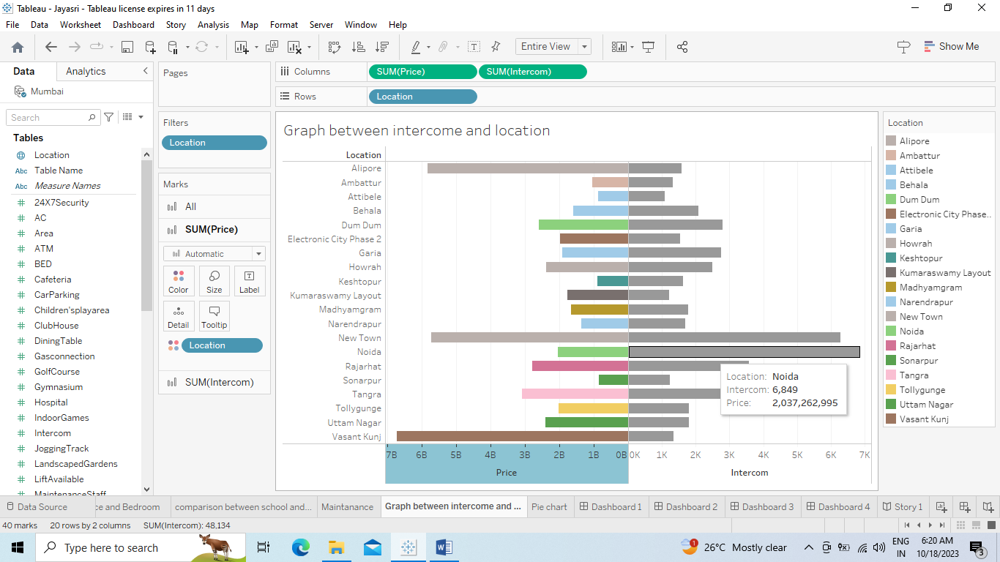 Tableau - Jayasri - Tableau license expires in 11 days
File Data Worksheet Dashboard Story Analysis Map Format Server Window Help
Entire View
Show Me
Data Analytics
Mumbai
Search
Tables
Location
Abc Table Name
Abc Measure Names
24X7Security
AC
Area
ATM
BED
Cafeteria
CarParking
Children'splayarea
ClubHouse
DiningTable
Gasconnection
GolfCourse
Gymnasium
Hospital
IndoorGames
Intercom
JoggingTrack
LandscapedGardens
LiftAvailable
MaintenanceStaff
Pages
Filters
Location
Marks
All
SUM(Price)
Automatic
Color Size Label
Detail Tooltip
Location
SUM(Intercom)
Columns SUM(Price) SUM(Intercom)
Rows Location
Graph between intercome and location
Location
Alipore
Ambattur
Attibele
Behala
Dum Dum
Electronic City Phase 2
Garia
Howrah
Keshtopur
Kumaraswamy Layout
Madhyamgram
Narendrapur
New Town
Noida
Rajarhat
Sonarpur
Tangra
Tollygunge
Uttam Nagar
Vasant Kunj
Location: Noida
Intercom: 6,849
Price: 2,037,262,995
7B 6B 5B 4B 3B 2B 1B 0B 0K 1K 2K 3K 4K 5K 6K 7K
Price Intercom
Location
Alipore
Ambattur
Attibele
Behala
Dum Dum
Electronic City Phase..
Garia
Howrah
Keshtopur
Kumaraswamy Layout
Madhyamgram
Narendrapur
New Town
Noida
Rajarhat
Sonarpur
Tangra
Tollygunge
Uttam Nagar
Vasant Kunj
Data Source ce and Bedroom comparison between school and... Maintanance Graph between intercome and ... Pie chart Dashboard 1 Dashboard 2 Dashboard 3 Dashboard 4 Story 1
40 marks 20 rows by 2 columns SUM(Intercom): 48,134
Type here to search
1 26°C Mostly clear
ENG
IN
6:20 AM
10/18/2023
3